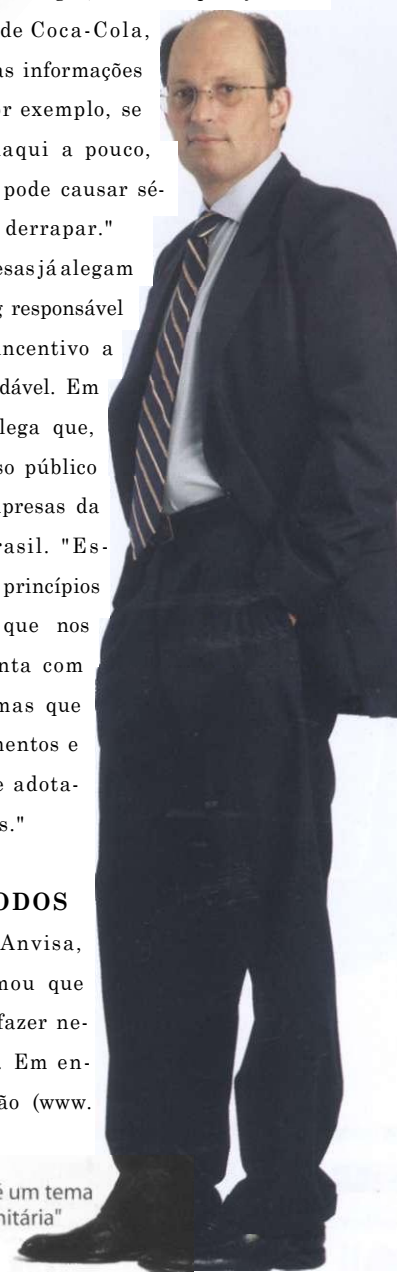 de Coca-Cola,
as informações
or exemplo, se
aqui a pouco,
pode causar sé-
derrapar."
esas já alegam
g responsável
incentivo a
dável. Em
lega que,
so público
presas da
rasil. "Es-
princípios
que nos
nta com
mas que
mentos e
e adota-
s."
ODOS
Anvisa,
mou que
fazer ne-
. Em en-
ão (www.
é um tema
nitária"